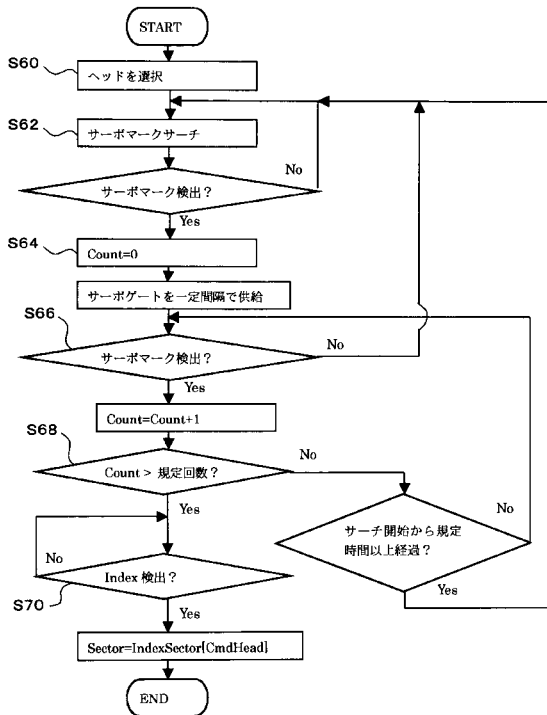 START
S60
ヘッドを選択
S62
サーボマークサーチ
No
サーボマーク検出？
Yes
S64
Count=0
サーボゲートを一定間隔で供給
S66
サーボマーク検出？
No
Yes
Count=Count+1
S68
No
Count > 規定回数？
Yes
No
サーチ開始から規定
時間以上経過？
No
Index 検出？
Yes
S70
Yes
Sector=IndexSector[CmdHead]
END